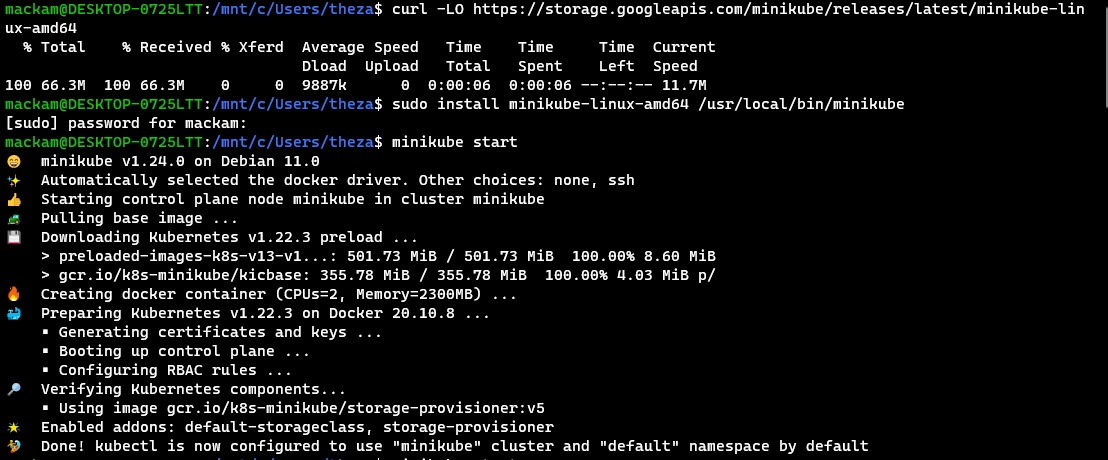 mackam@DESKTOP-0725LTT:/mnt/c/Users/theza$ curl -LO https://storage.googleapis.com/minikube/releases/latest/minikube-lin
ux-amd64
  % Total    % Received % Xferd  Average Speed   Time    Time     Time  Current
                                 Dload  Upload   Total   Spent    Left  Speed
100 66.3M  100 66.3M    0     0  9887k      0  0:00:06  0:00:06 --:--:-- 11.7M
mackam@DESKTOP-0725LTT:/mnt/c/Users/theza$ sudo install minikube-linux-amd64 /usr/local/bin/minikube
[sudo] password for mackam:
mackam@DESKTOP-0725LTT:/mnt/c/Users/theza$ minikube start
😄  minikube v1.24.0 on Debian 11.0
✨  Automatically selected the docker driver. Other choices: none, ssh
👍  Starting control plane node minikube in cluster minikube
🚜  Pulling base image ...
💾  Downloading Kubernetes v1.22.3 preload ...
    > preloaded-images-k8s-v13-v1...: 501.73 MiB / 501.73 MiB  100.00% 8.60 MiB
    > gcr.io/k8s-minikube/kicbase: 355.78 MiB / 355.78 MiB  100.00% 4.03 MiB p/
🔥  Creating docker container (CPUs=2, Memory=2300MB) ...
🐳  Preparing Kubernetes v1.22.3 on Docker 20.10.8 ...
    ▪ Generating certificates and keys ...
    ▪ Booting up control plane ...
    ▪ Configuring RBAC rules ...
🔎  Verifying Kubernetes components...
    ▪ Using image gcr.io/k8s-minikube/storage-provisioner:v5
🌟  Enabled addons: default-storageclass, storage-provisioner
🏄  Done! kubectl is now configured to use "minikube" cluster and "default" namespace by default